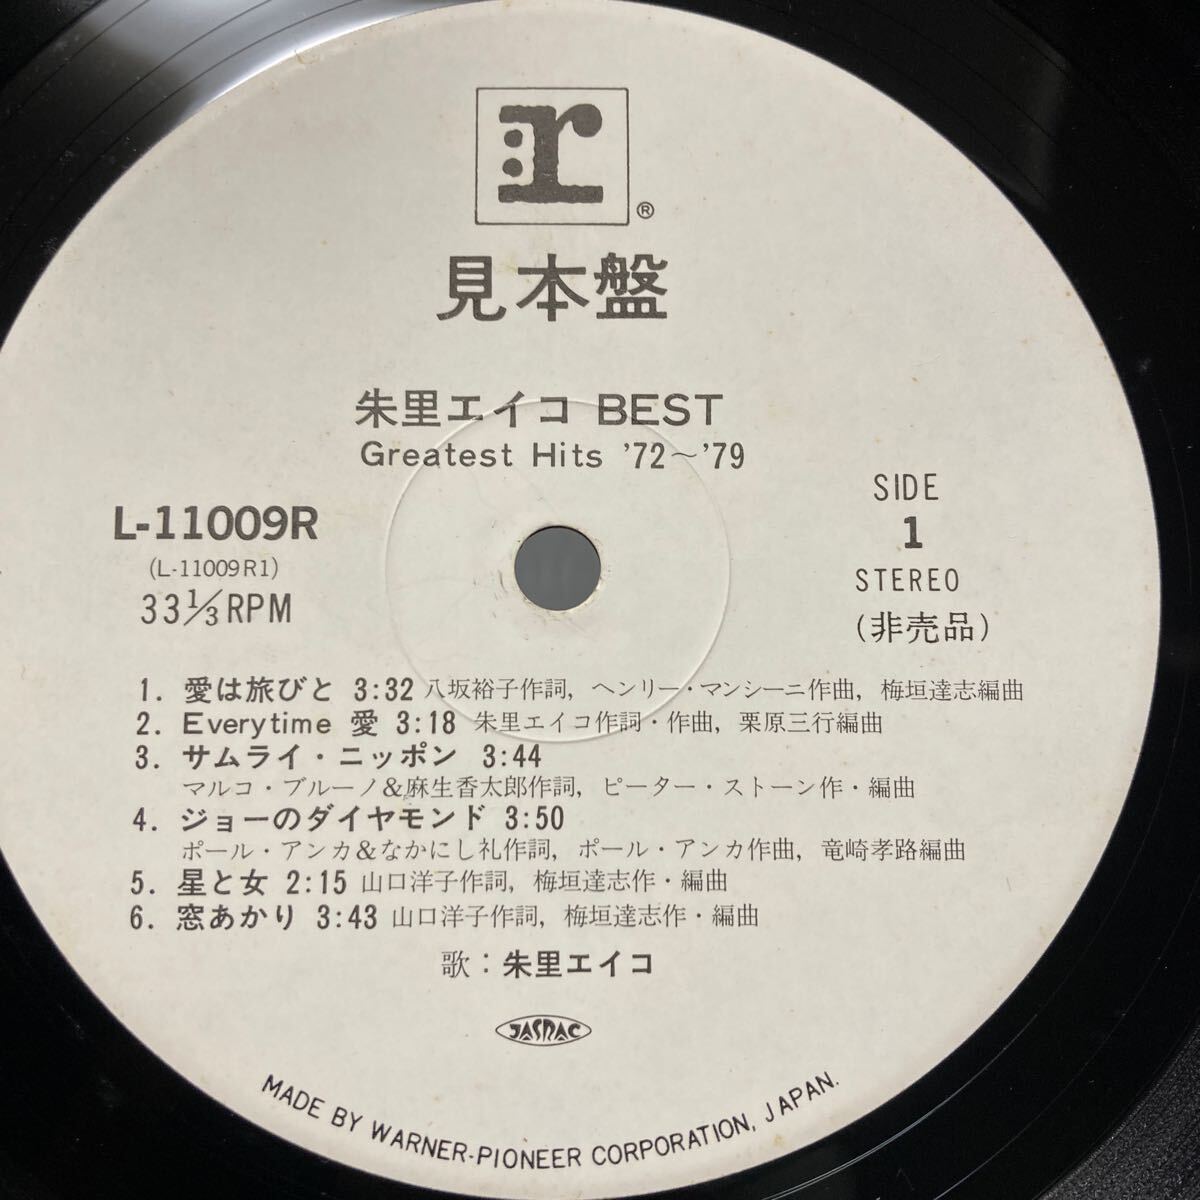 r
®
見本盤
朱里エイコ BEST
Greatest Hits '72〜'79
L-11009R
(L-11009R1)
33⅓RPM
SIDE
1
STEREO
(非売品)
1. 愛は旅びと 3:32 八坂裕子作詞, ヘンリー・マンシーニ作曲, 梅垣達志編曲
2. Everytime 愛 3:18 朱里エイコ作詞・作曲, 栗原三行編曲
3. サムライ・ニッポン 3:44
マルコ・ブルーノ&麻生香太郎作詞, ピーター・ストーン作・編曲
4. ジョーのダイヤモンド 3:50
ポール・アンカ&なかにし礼作詞, ポール・アンカ作曲, 竜崎孝路編曲
5. 星と女 2:15 山口洋子作詞, 梅垣達志作・編曲
6. 窓あかり 3:43 山口洋子作詞, 梅垣達志作・編曲
歌：朱里エイコ
JASRAC
MADE BY WARNER-PIONEER CORPORATION, JAPAN.